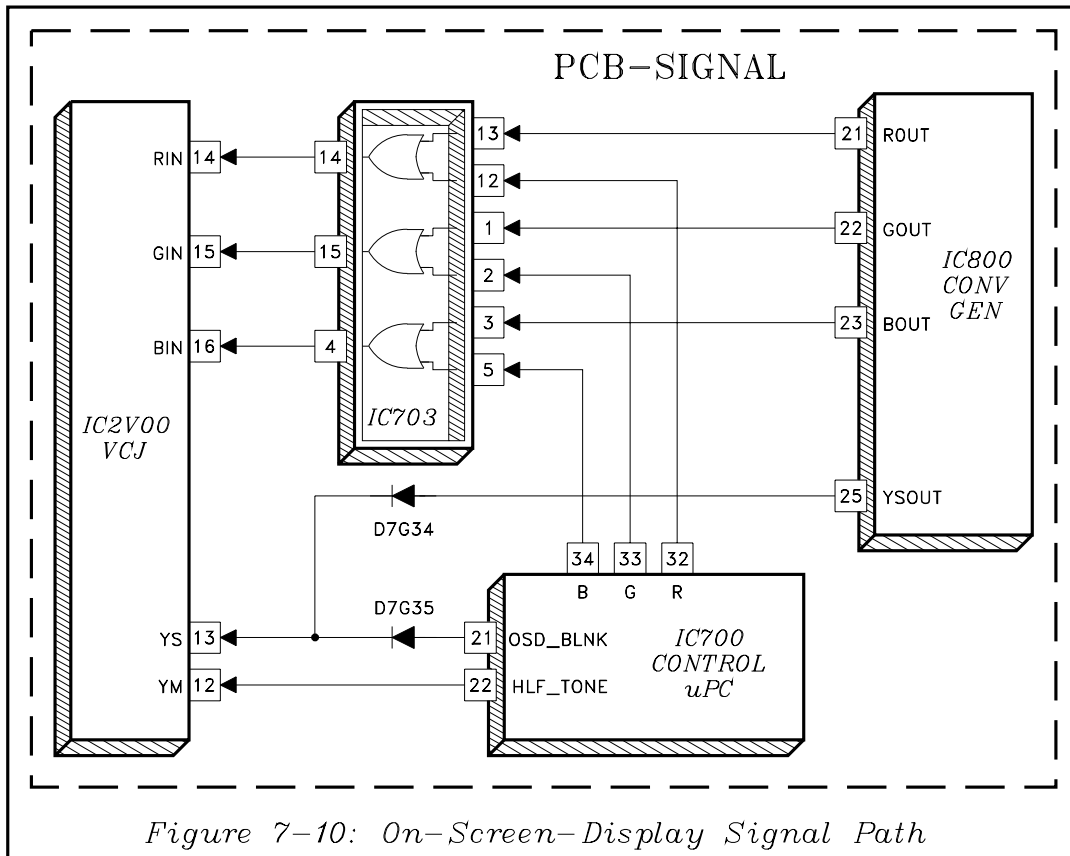 PCB-SIGNAL
RIN 14
GIN 15
BIN 16
IC2V00
VCJ
YS 13
YM 12
14
15
4
IC703
13
12
1
2
3
5
21 ROUT
22 GOUT
23 BOUT
25 YSOUT
IC800
CONV
GEN
D7G34
D7G35
34 33 32
B G R
21 OSD_BLNK
22 HLF_TONE
IC700
CONTROL
uPC
Figure 7-10: On-Screen-Display Signal Path